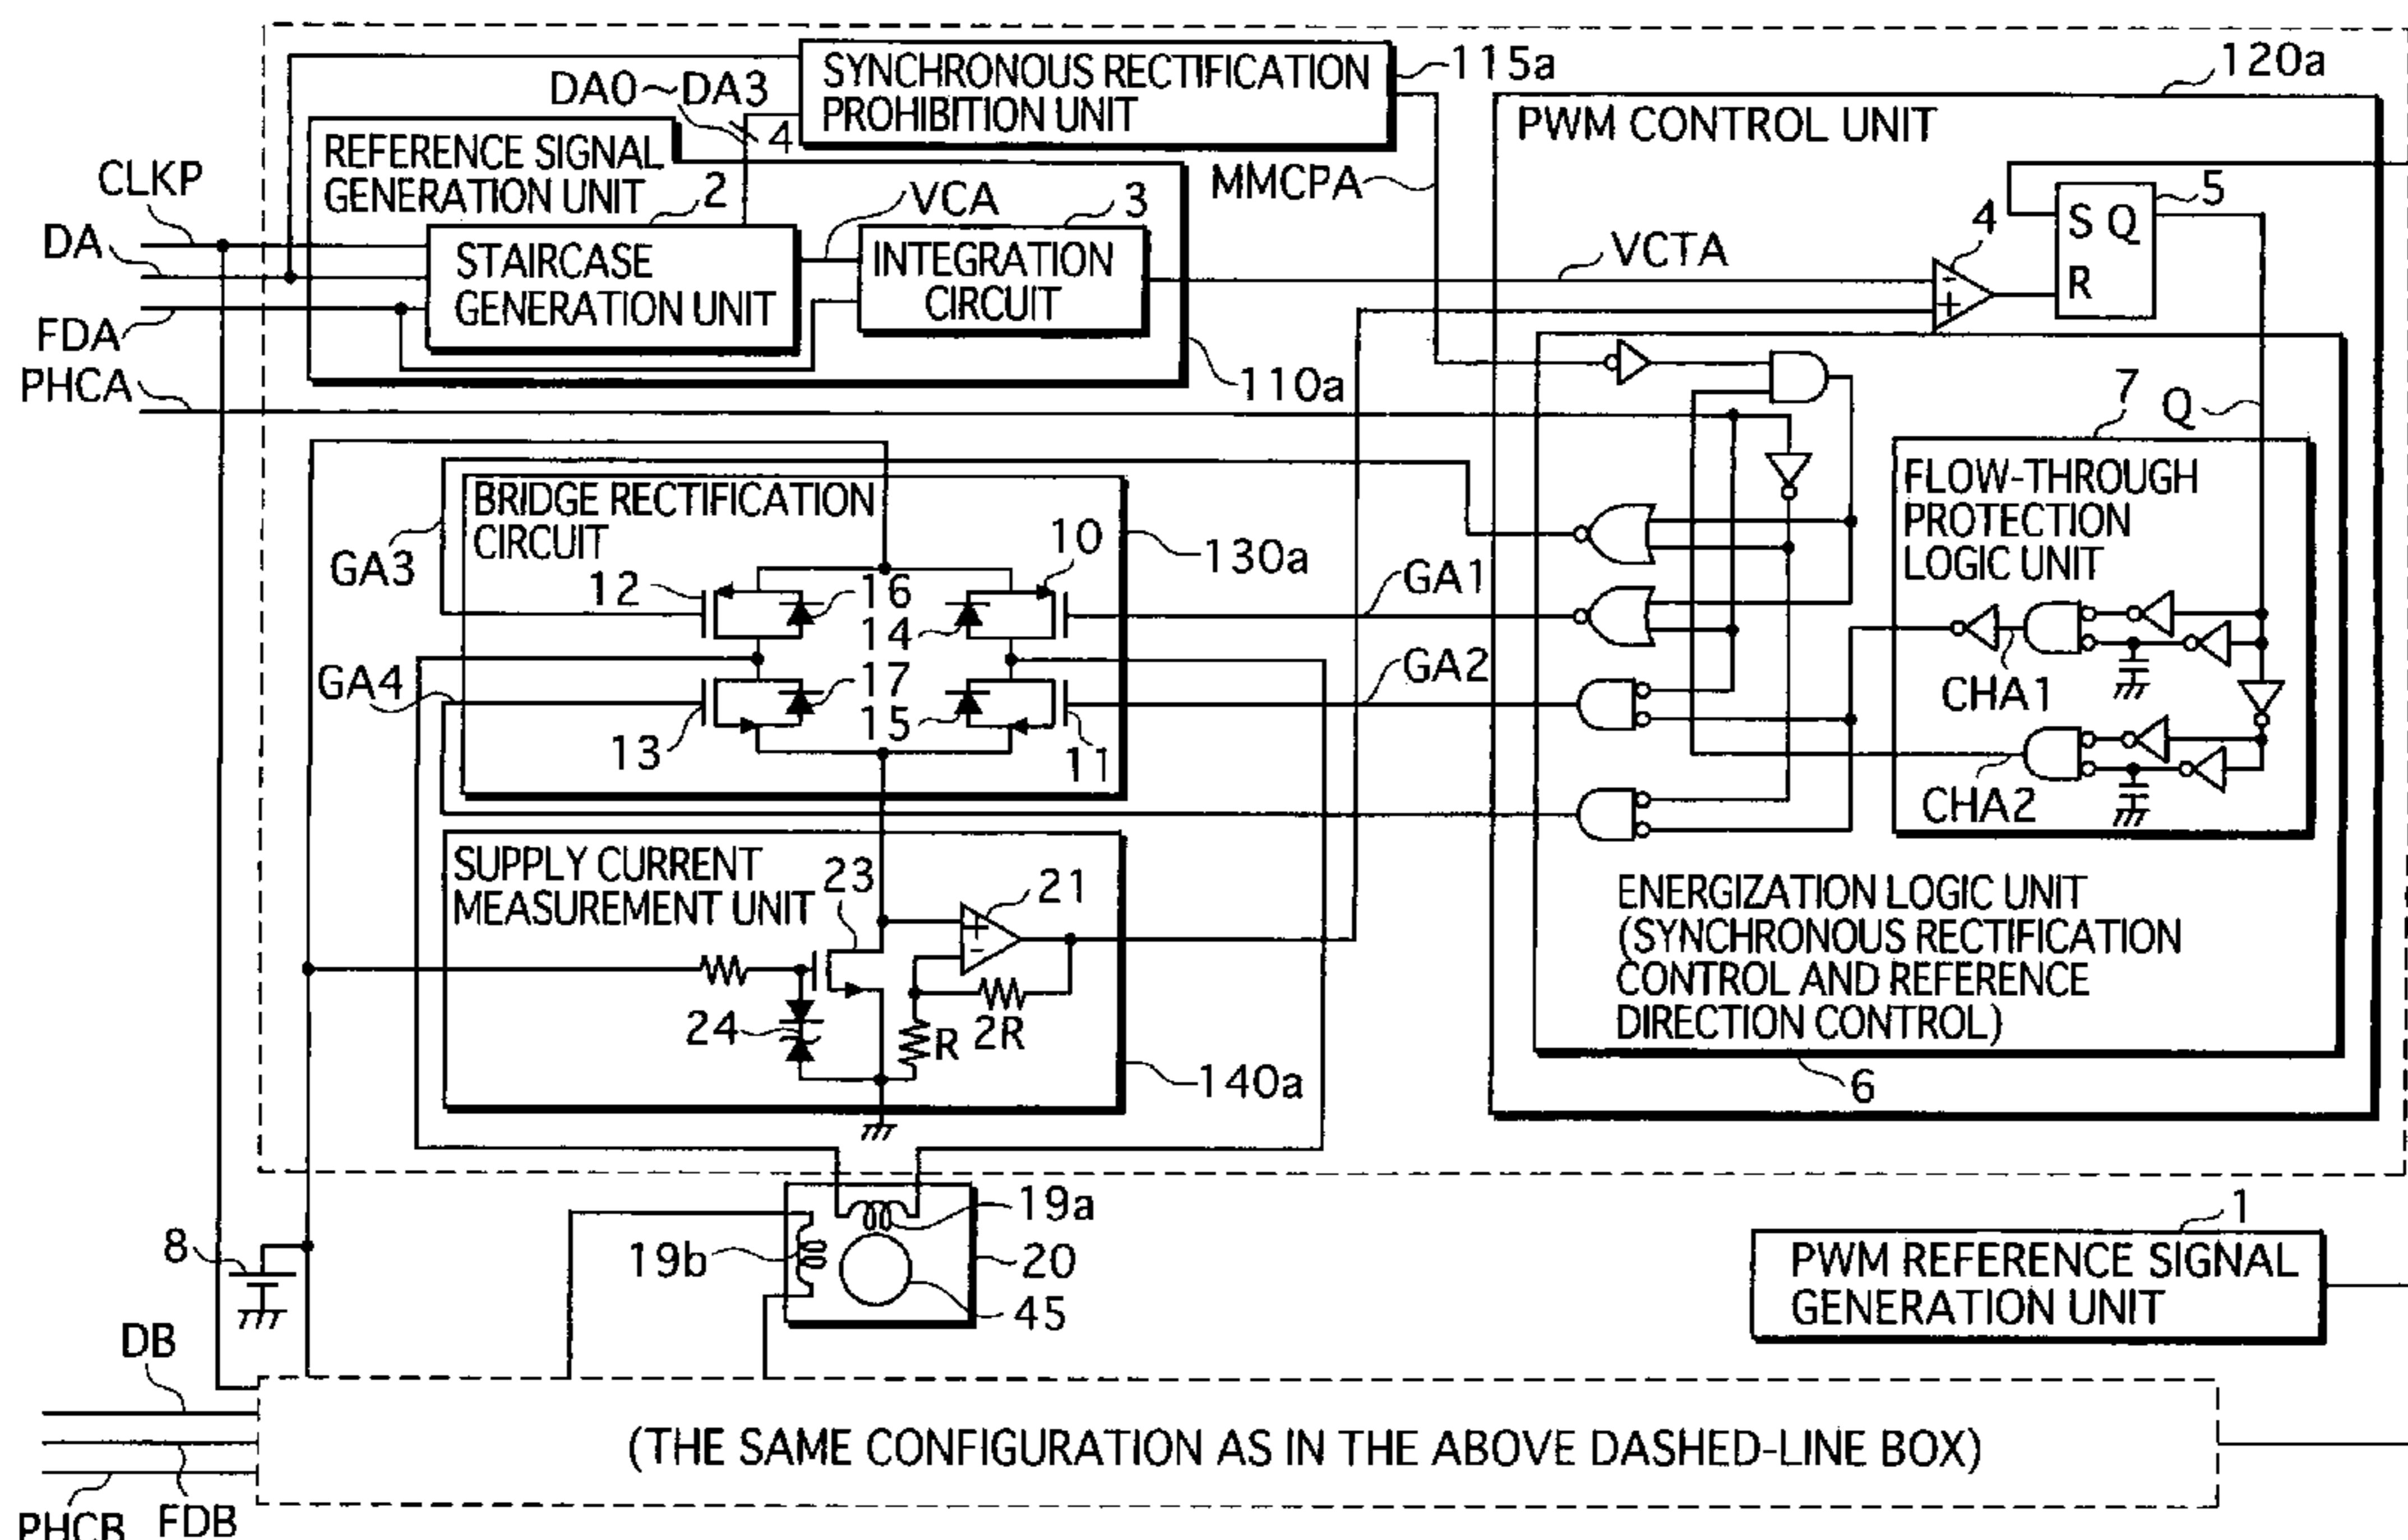 SYNCHRONOUS RECTIFICATION
PROHIBITION UNIT
115a
120a
DA0~DA3
4
PWM CONTROL UNIT
REFERENCE SIGNAL
GENERATION UNIT
CLKP
DA
FDA
PHCA
2
VCA
3
MMCPA
STAIRCASE
GENERATION UNIT
INTEGRATION
CIRCUIT
VCTA
4
-
+
S Q
R
5
110a
7
Q
BRIDGE RECTIFICATION
CIRCUIT
10
130a
GA3
12
16
14
GA1
GA4
17
15
GA2
13
11
FLOW-THROUGH
PROTECTION
LOGIC UNIT
CHA1
CHA2
SUPPLY CURRENT
MEASUREMENT UNIT
23
21
+
-
24
R
2R
140a
ENERGIZATION LOGIC UNIT
(SYNCHRONOUS RECTIFICATION
CONTROL AND REFERENCE
DIRECTION CONTROL)
6
19a
19b
20
45
8
1
PWM REFERENCE SIGNAL
GENERATION UNIT
DB
(THE SAME CONFIGURATION AS IN THE ABOVE DASHED-LINE BOX)
PHCB
FDB